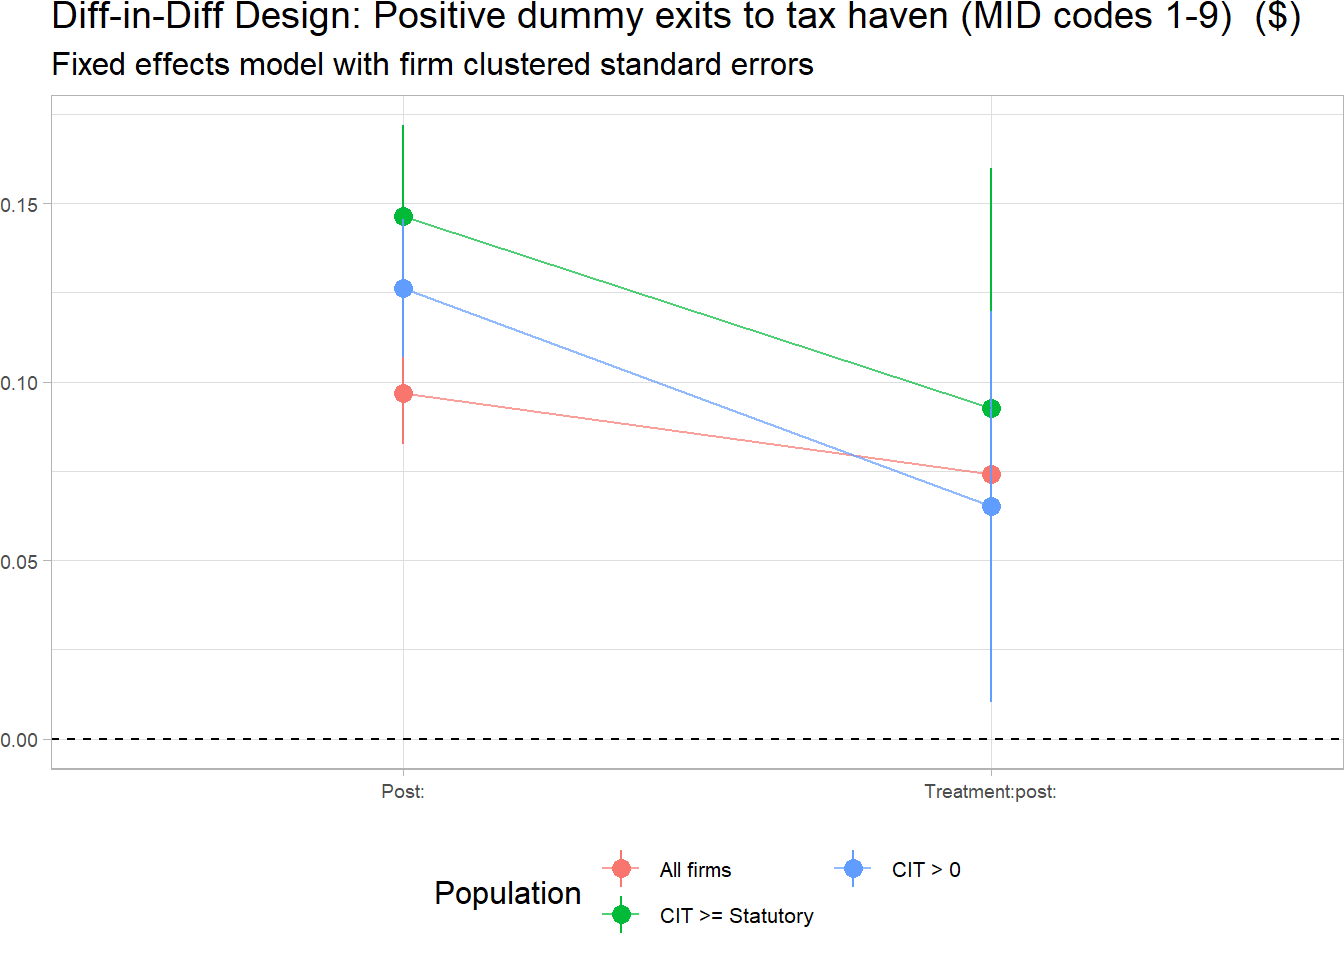 Diff-in-Diff Design: Positive dummy exits to tax haven (MID codes 1-9)  ($)
Fixed effects model with firm clustered standard errors
0.15
0.10
0.05
0.00
Post:
Treatment:post:
Population
All firms
CIT > 0
CIT >= Statutory